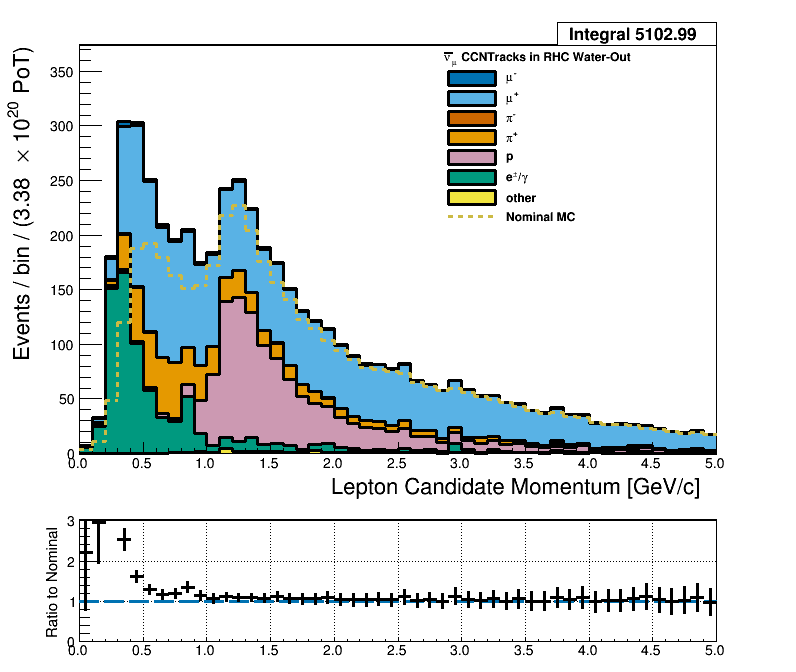 Integral 5102.99
ν̅μ CCNTracks in RHC Water-Out
μ-
μ+
π-
π+
p
e±/γ
other
Nominal MC
Events / bin / (3.38 × 10^20 PoT)
350
300
250
200
150
100
50
0
0.0 0.5 1.0 1.5 2.0 2.5 3.0 3.5 4.0 4.5 5.0
Lepton Candidate Momentum [GeV/c]
Ratio to Nominal
3
2
1
0
0.0 0.5 1.0 1.5 2.0 2.5 3.0 3.5 4.0 4.5 5.0